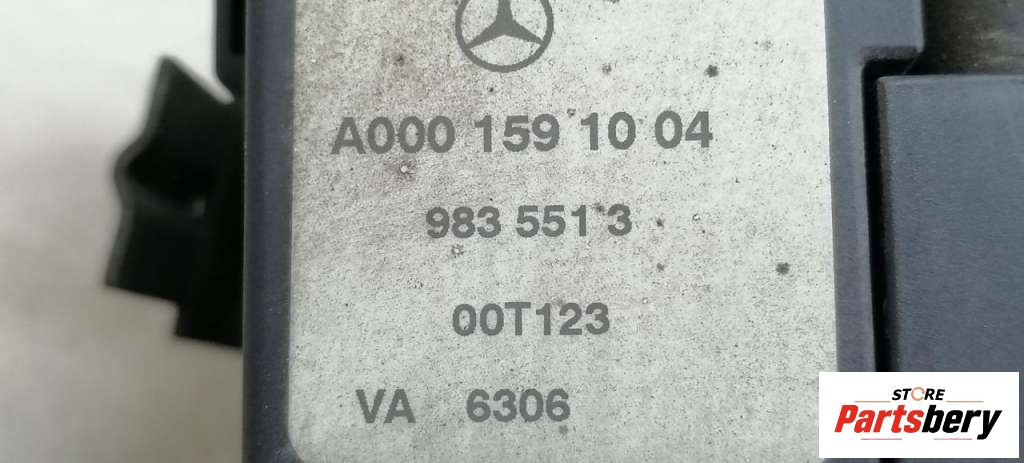 A000 159 10 04
983 551 3
00T123
VA 6306
STORE
Partsbery